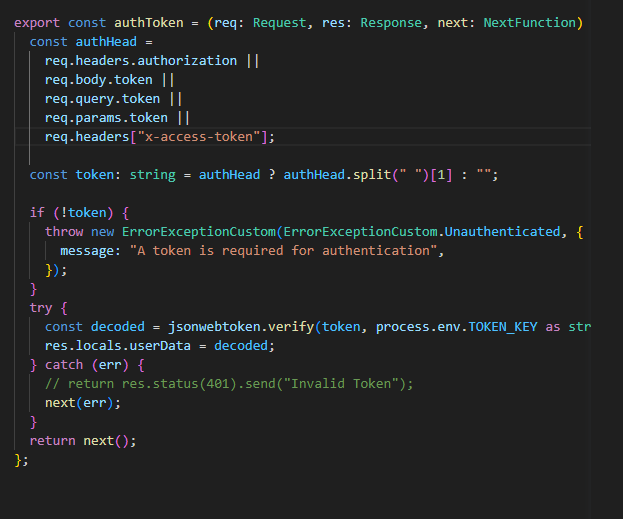 export const authToken = (req: Request, res: Response, next: NextFunction)
const authHead =
req.headers.authorization ||
req.body.token ||
req.query.token ||
req.params.token ||
req.headers["x-access-token"];
const token: string = authHead ? authHead.split(" ")[1] : "";
if (!token) {
throw new ErrorExceptionCustom(ErrorExceptionCustom.Unauthenticated, {
message: "A token is required for authentication",
});
}
try {
const decoded = jsonwebtoken.verify(token, process.env.TOKEN_KEY as str
res.locals.userData = decoded;
} catch (err) {
// return res.status(401).send("Invalid Token");
next(err);
}
return next();
};